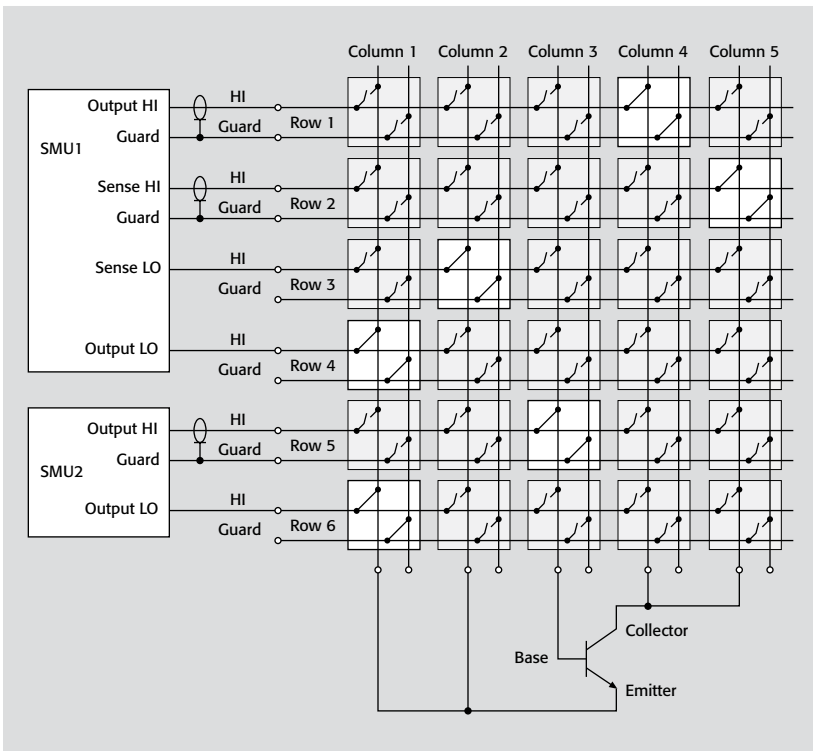 Column 1 Column 2 Column 3 Column 4 Column 5
Output HI HI
Guard Guard Row 1
SMU1
Sense HI HI
Guard Guard Row 2
Sense LO HI
Guard Row 3
Output LO HI
Guard Row 4
Output HI HI
Guard Guard Row 5
SMU2
Output LO HI
Guard Row 6
Collector
Base
Emitter